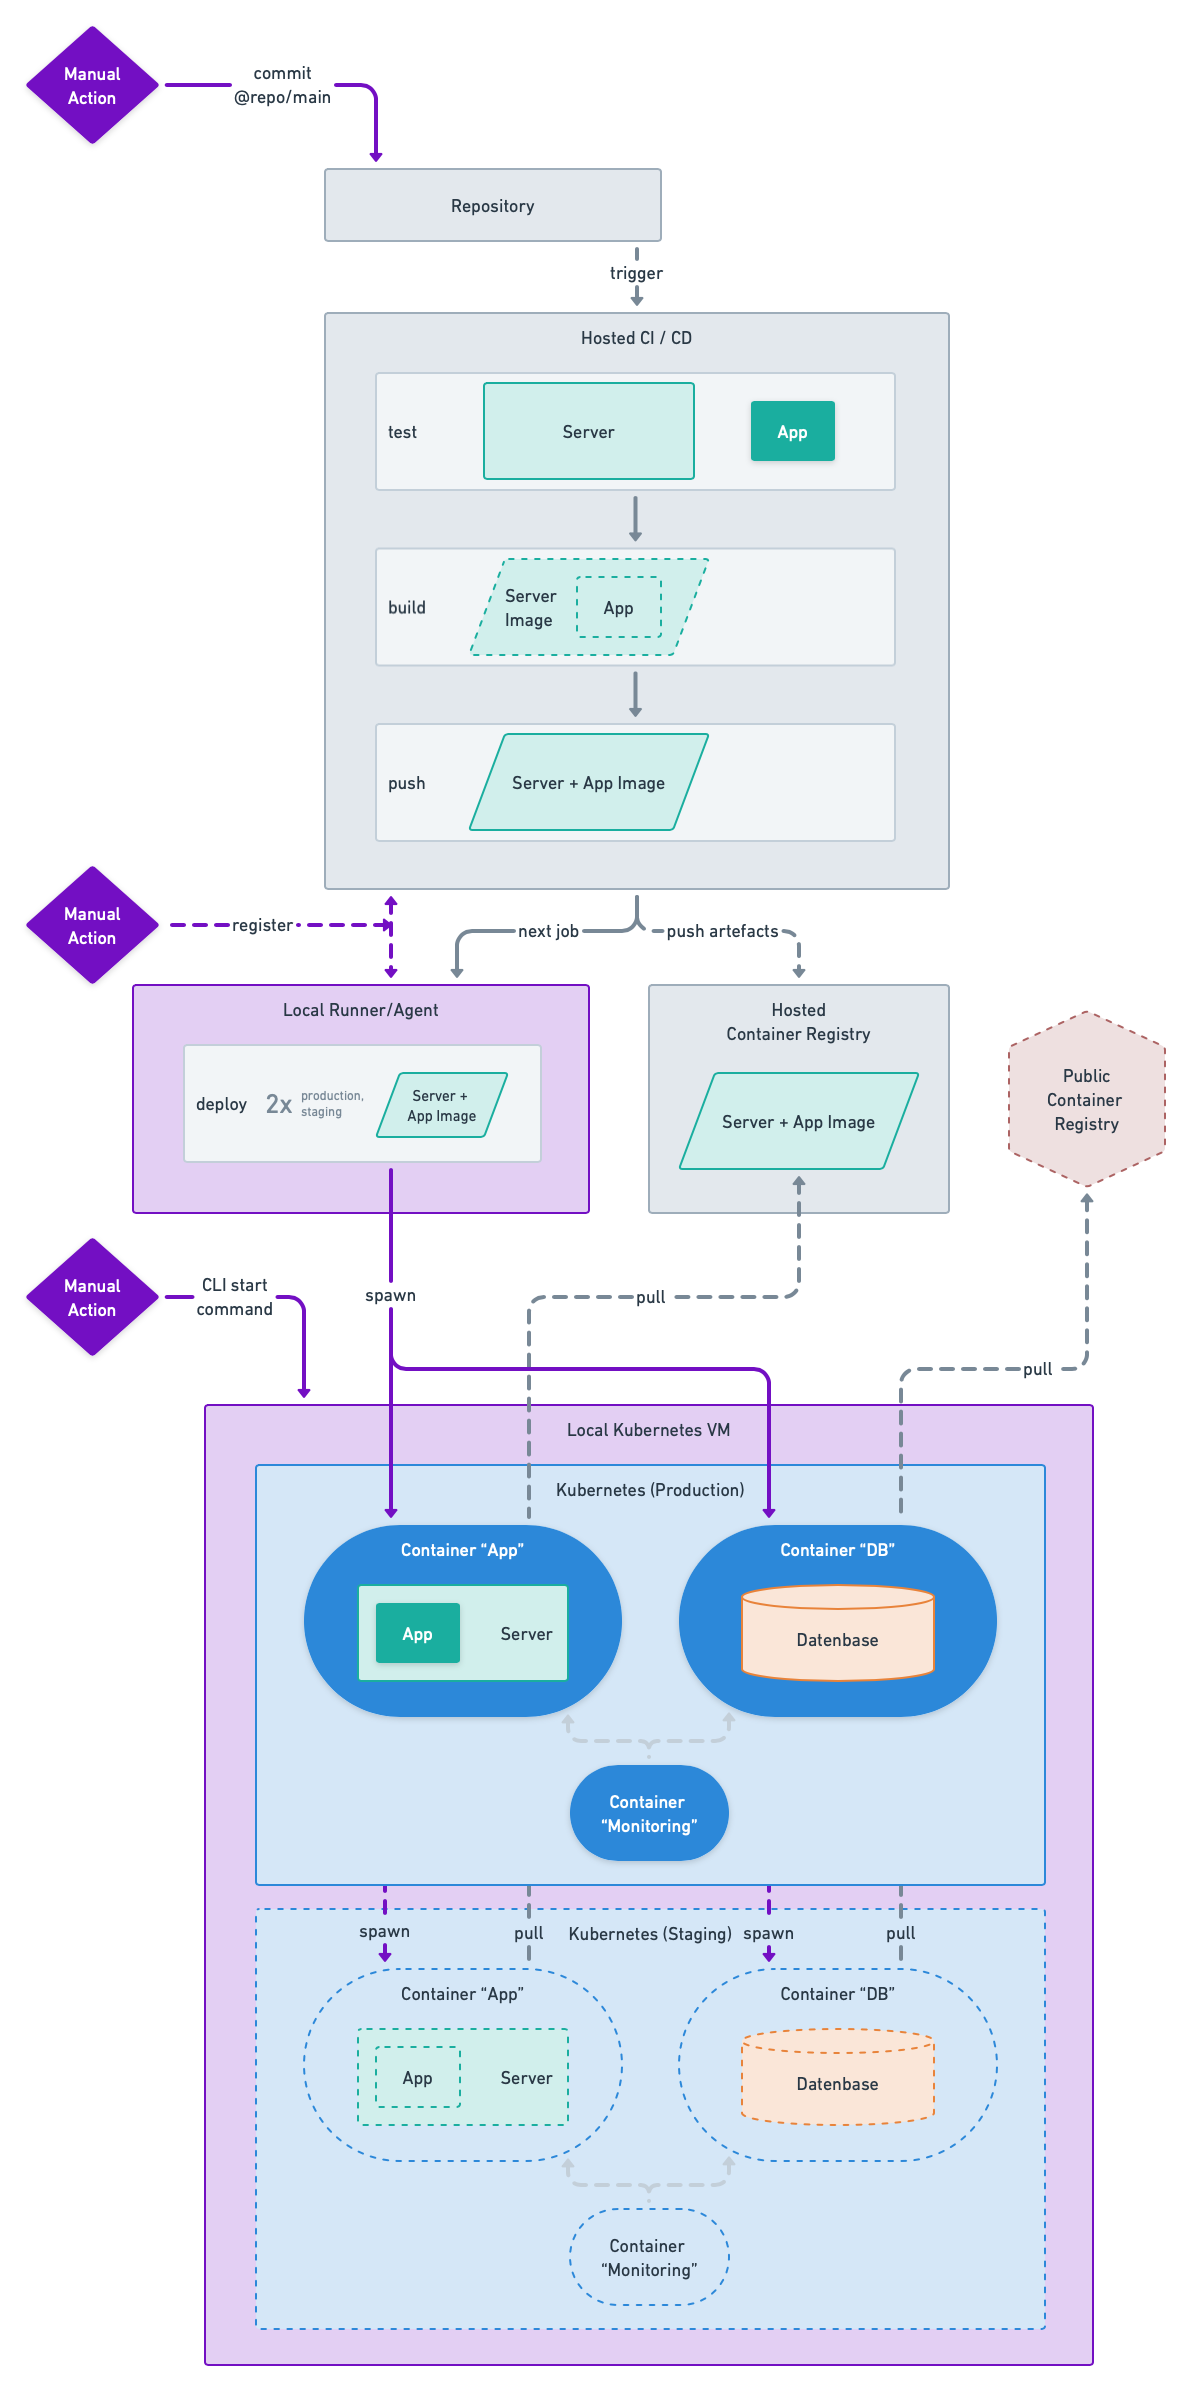 Manual
Action
commit
@repo/main
Repository
trigger
Hosted CI / CD
test
Server
App
build
Server
Image
App
push
Server + App Image
Manual
Action
register
next job
push artefacts
Local Runner/Agent
deploy
2x
production,
staging
Server +
App Image
Hosted
Container Registry
Server + App Image
Public
Container
Registry
Manual
Action
CLI start
command
spawn
pull
pull
Local Kubernetes VM
Kubernetes (Production)
Container “App”
App
Server
Container “DB”
Datenbase
Container
“Monitoring”
spawn
pull
Kubernetes (Staging)
spawn
pull
Container “App”
App
Server
Container “DB”
Datenbase
Container
“Monitoring”